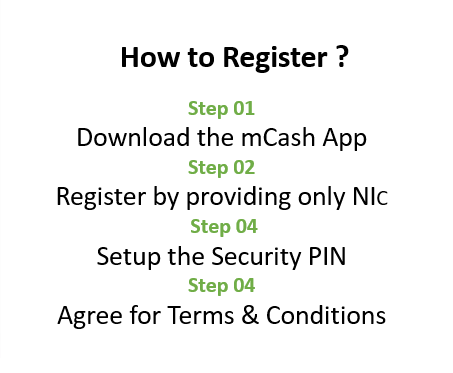 How to Register ?
Step 01
Download the mCash App
Step 02
Register by providing only NIC
Step 04
Setup the Security PIN
Step 04
Agree for Terms & Conditions